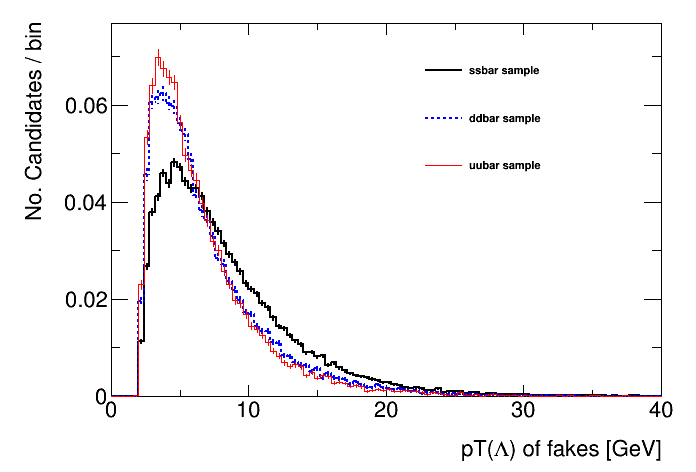 No. Candidates / bin
0.06
0.04
0.02
0
ssbar sample
ddbar sample
uubar sample
0 10 20 30 40
pT(Λ) of fakes [GeV]